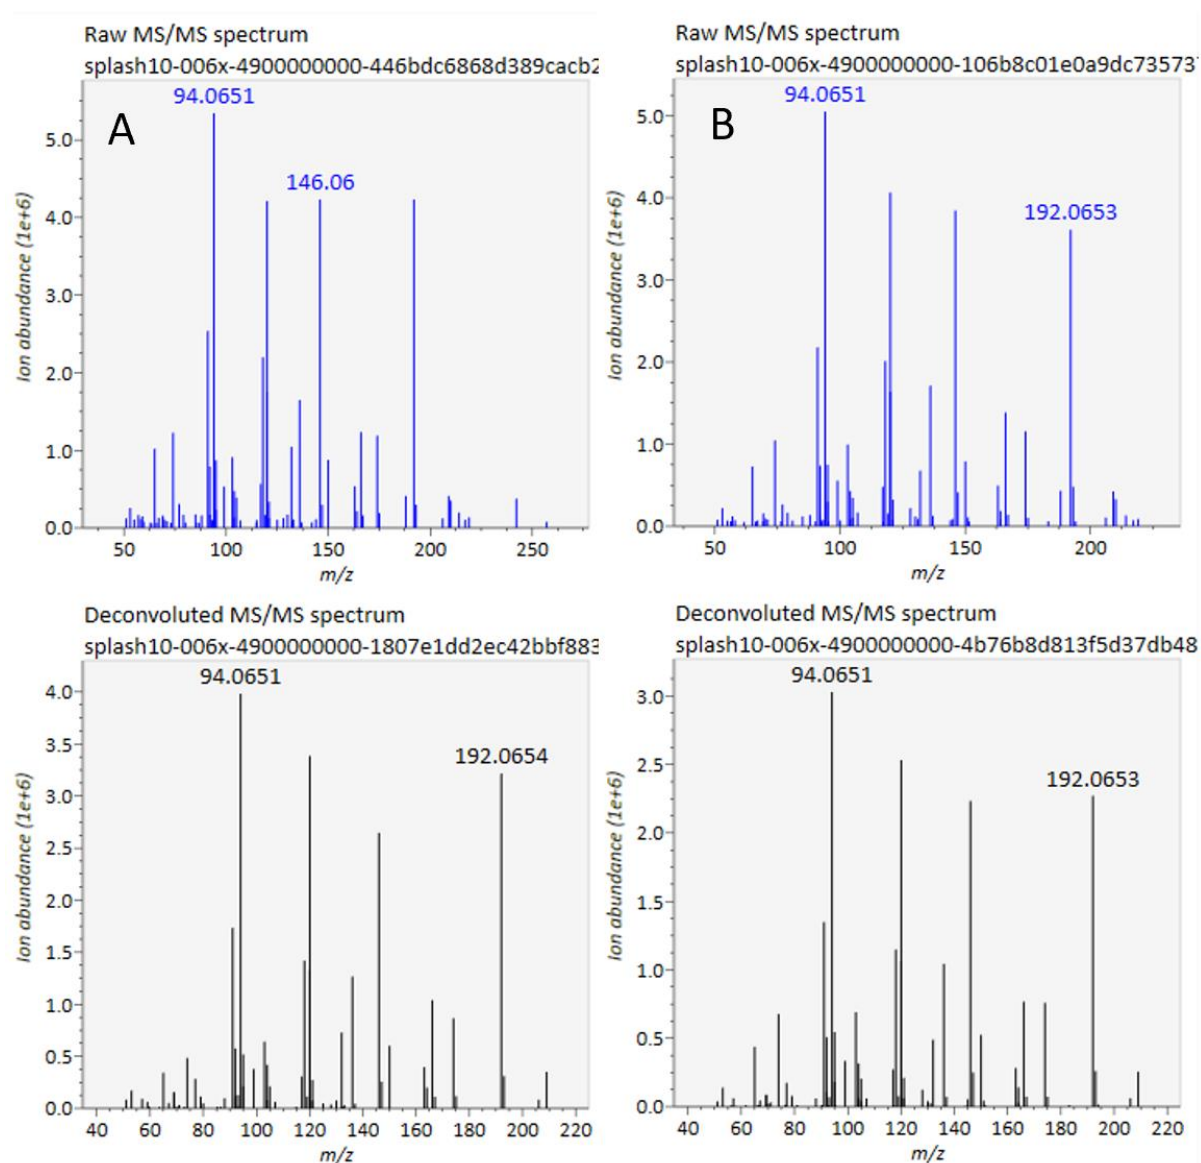 Raw MS/MS spectrum
splash10-006x-4900000000-446bdc6868d389cacb2
94.0651
A
146.06
5.0
4.0
3.0
2.0
1.0
0.0
Ion abundance (1e+6)
50 100 150 200 250
m/z
Raw MS/MS spectrum
splash10-006x-4900000000-106b8c01e0a9dc73573
94.0651
B
192.0653
5.0
4.0
3.0
2.0
1.0
0.0
Ion abundance (1e+6)
50 100 150 200
m/z
Deconvoluted MS/MS spectrum
splash10-006x-4900000000-1807e1dd2ec42bbf883
94.0651
192.0654
4.0
3.5
3.0
2.5
2.0
1.5
1.0
0.5
0.0
Ion abundance (1e+6)
40 60 80 100 120 140 160 180 200 220
m/z
Deconvoluted MS/MS spectrum
splash10-006x-4900000000-4b76b8d813f5d37db48
94.0651
192.0653
3.0
2.5
2.0
1.5
1.0
0.5
0.0
Ion abundance (1e+6)
40 60 80 100 120 140 160 180 200 220
m/z